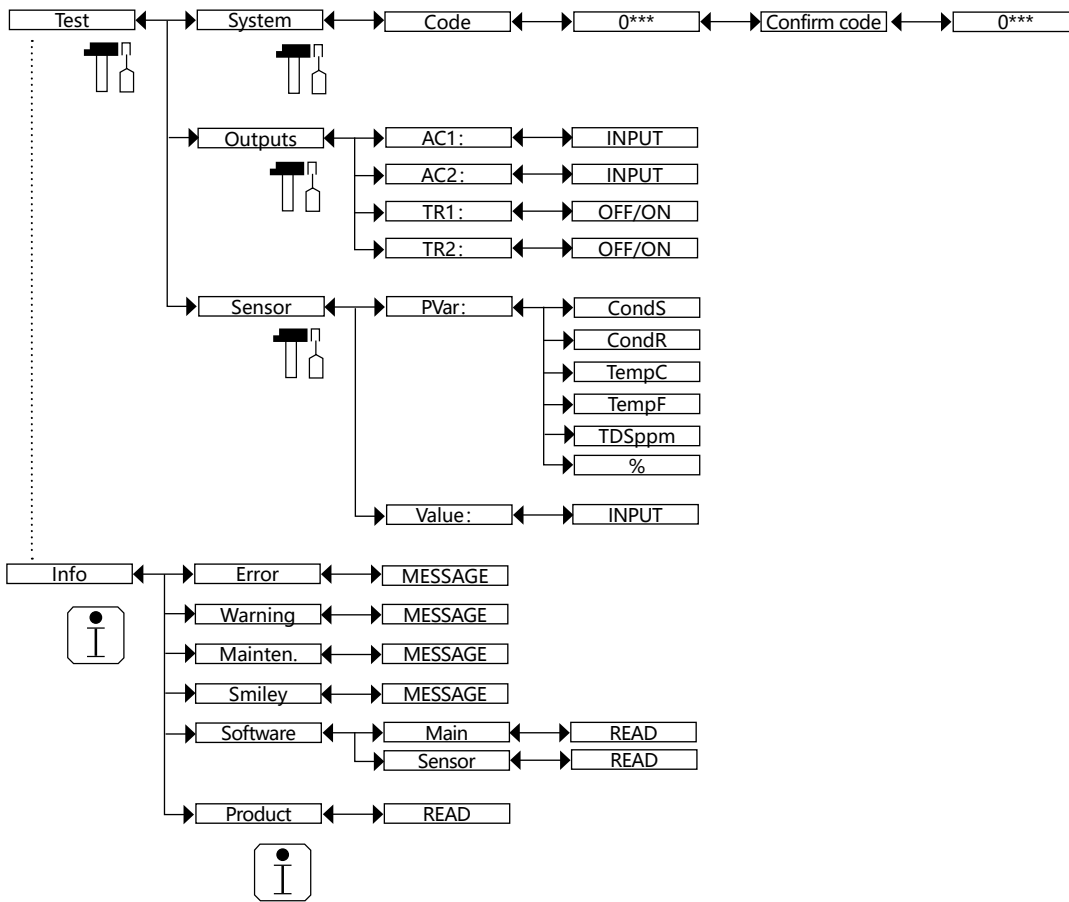 Test
System
Code
0***
Confirm code
0***
Outputs
AC1:
INPUT
AC2:
INPUT
TR1:
OFF/ON
TR2:
OFF/ON
Sensor
PVar:
CondS
CondR
TempC
TempF
TDSppm
%
Value:
INPUT
Info
Error
MESSAGE
Warning
MESSAGE
Mainten.
MESSAGE
Smiley
MESSAGE
Software
Main
READ
Sensor
READ
Product
READ